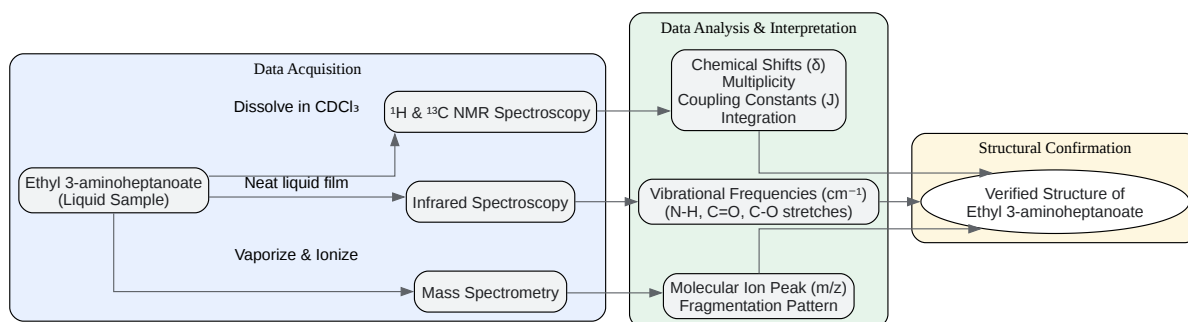 Data Acquisition
Dissolve in CDCl₃
¹H & ¹³C NMR Spectroscopy
Ethyl 3-aminoheptanoate
(Liquid Sample)
Neat liquid film
Infrared Spectroscopy
Vaporize & Ionize
Mass Spectrometry
Data Analysis & Interpretation
Chemical Shifts (δ)
Multiplicity
Coupling Constants (J)
Integration
Vibrational Frequencies (cm⁻¹)
(N-H, C=O, C-O stretches)
Molecular Ion Peak (m/z)
Fragmentation Pattern
Structural Confirmation
Verified Structure of
Ethyl 3-aminoheptanoate